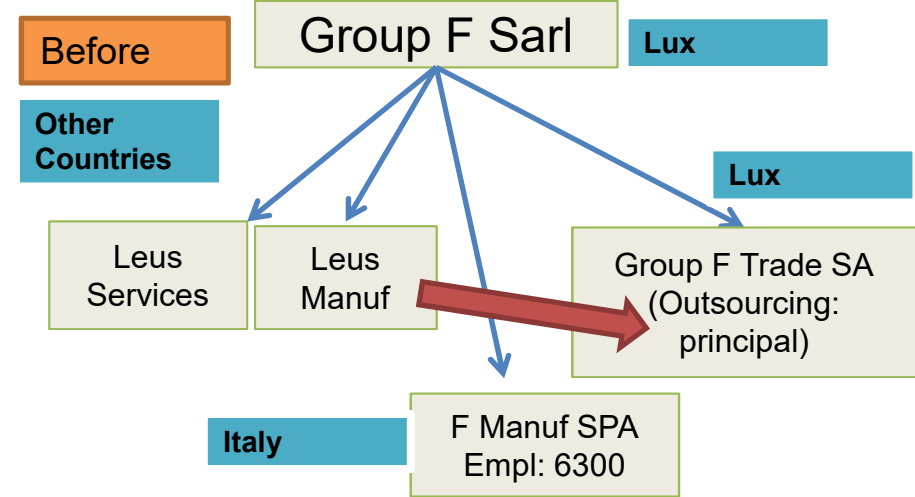 Before
Group F Sarl
Lux
Other
Countries
Lux
Leus
Services
Leus
Manuf
Group F Trade SA
(Outsourcing:
principal)
Italy
F Manuf SPA
Empl: 6300